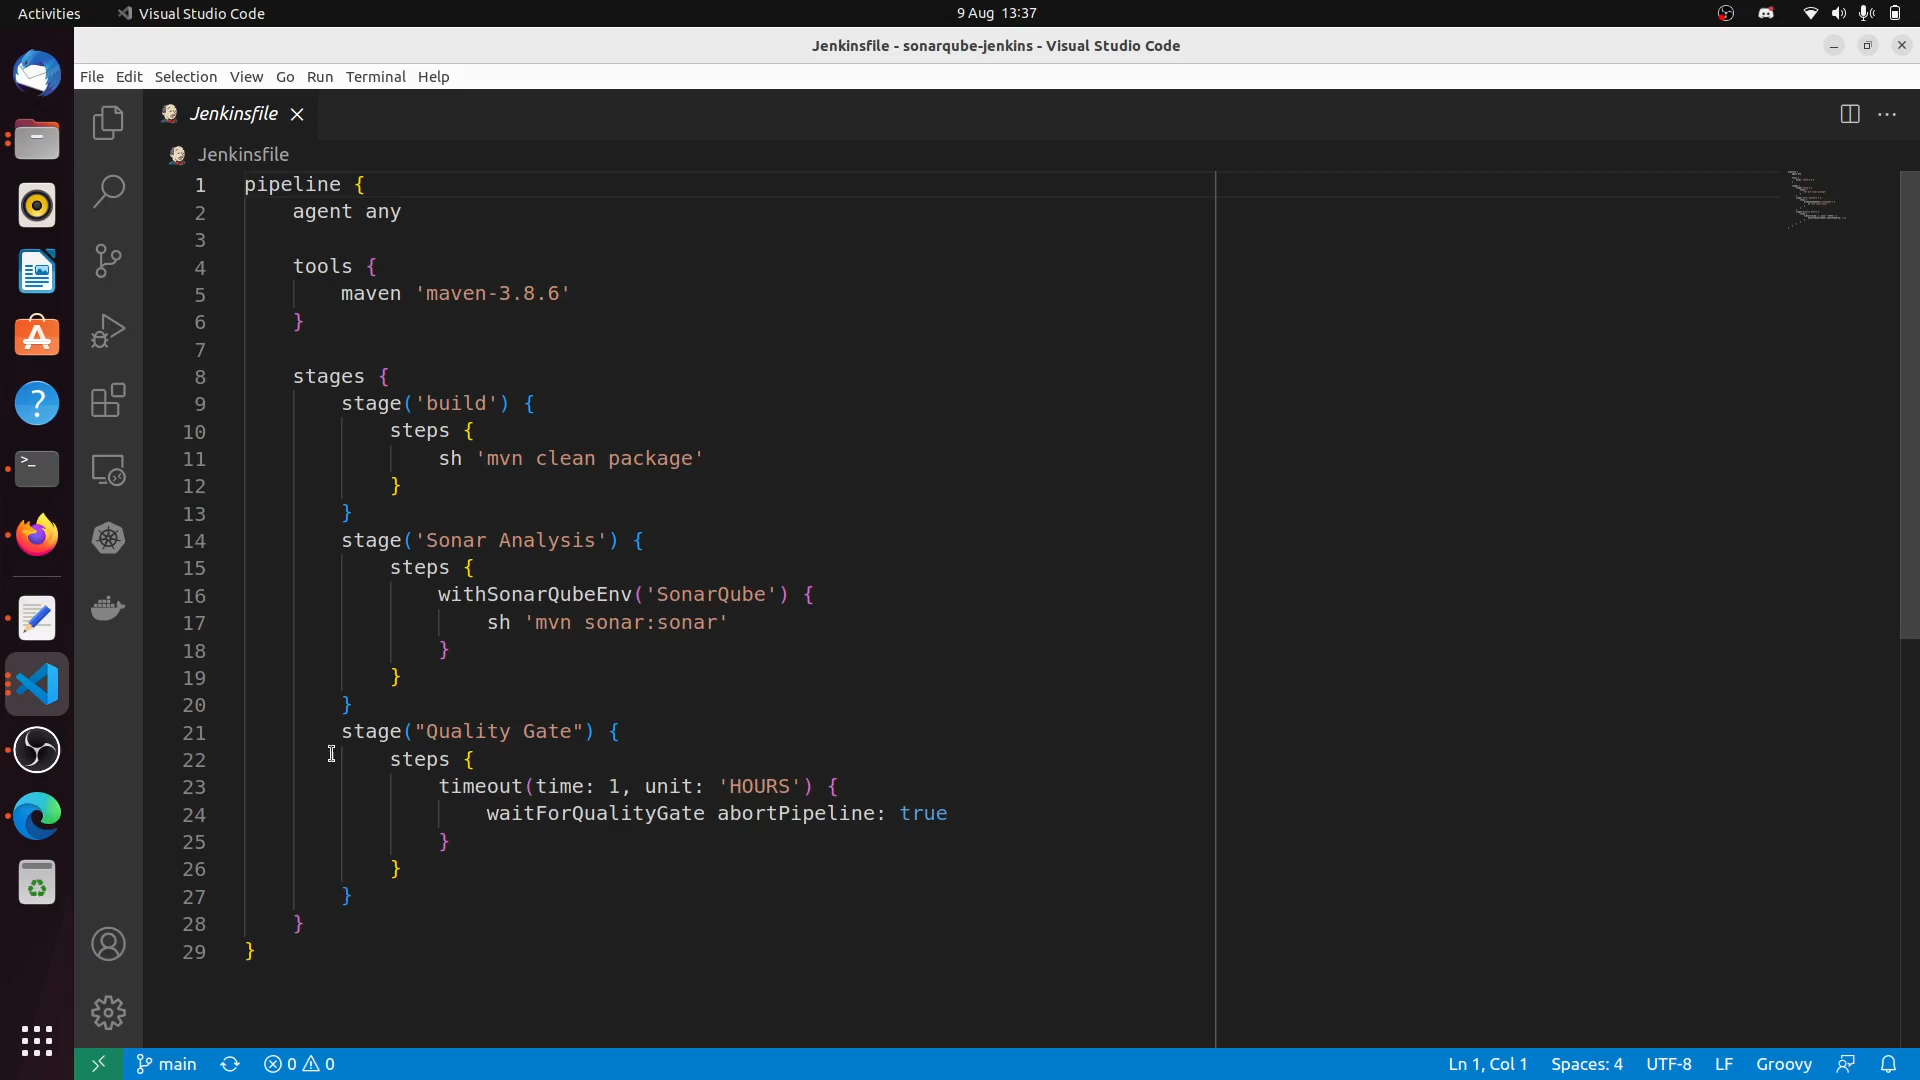 Activities Visual Studio Code 9 Aug 13:37
Jenkinsfile - sonarqube-jenkins - Visual Studio Code
File Edit Selection View Go Run Terminal Help
Jenkinsfile
Jenkinsfile
1 pipeline {
2     agent any
3
4     tools {
5         maven 'maven-3.8.6'
6     }
7
8     stages {
9         stage('build') {
10             steps {
11                 sh 'mvn clean package'
12             }
13         }
14         stage('Sonar Analysis') {
15             steps {
16                 withSonarQubeEnv('SonarQube') {
17                     sh 'mvn sonar:sonar'
18                 }
19             }
20         }
21         stage("Quality Gate") {
22             steps {
23                 timeout(time: 1, unit: 'HOURS') {
24                     waitForQualityGate abortPipeline: true
25                 }
26             }
27         }
28     }
29 }
main 0 0 Ln 1, Col 1 Spaces: 4 UTF-8 LF Groovy